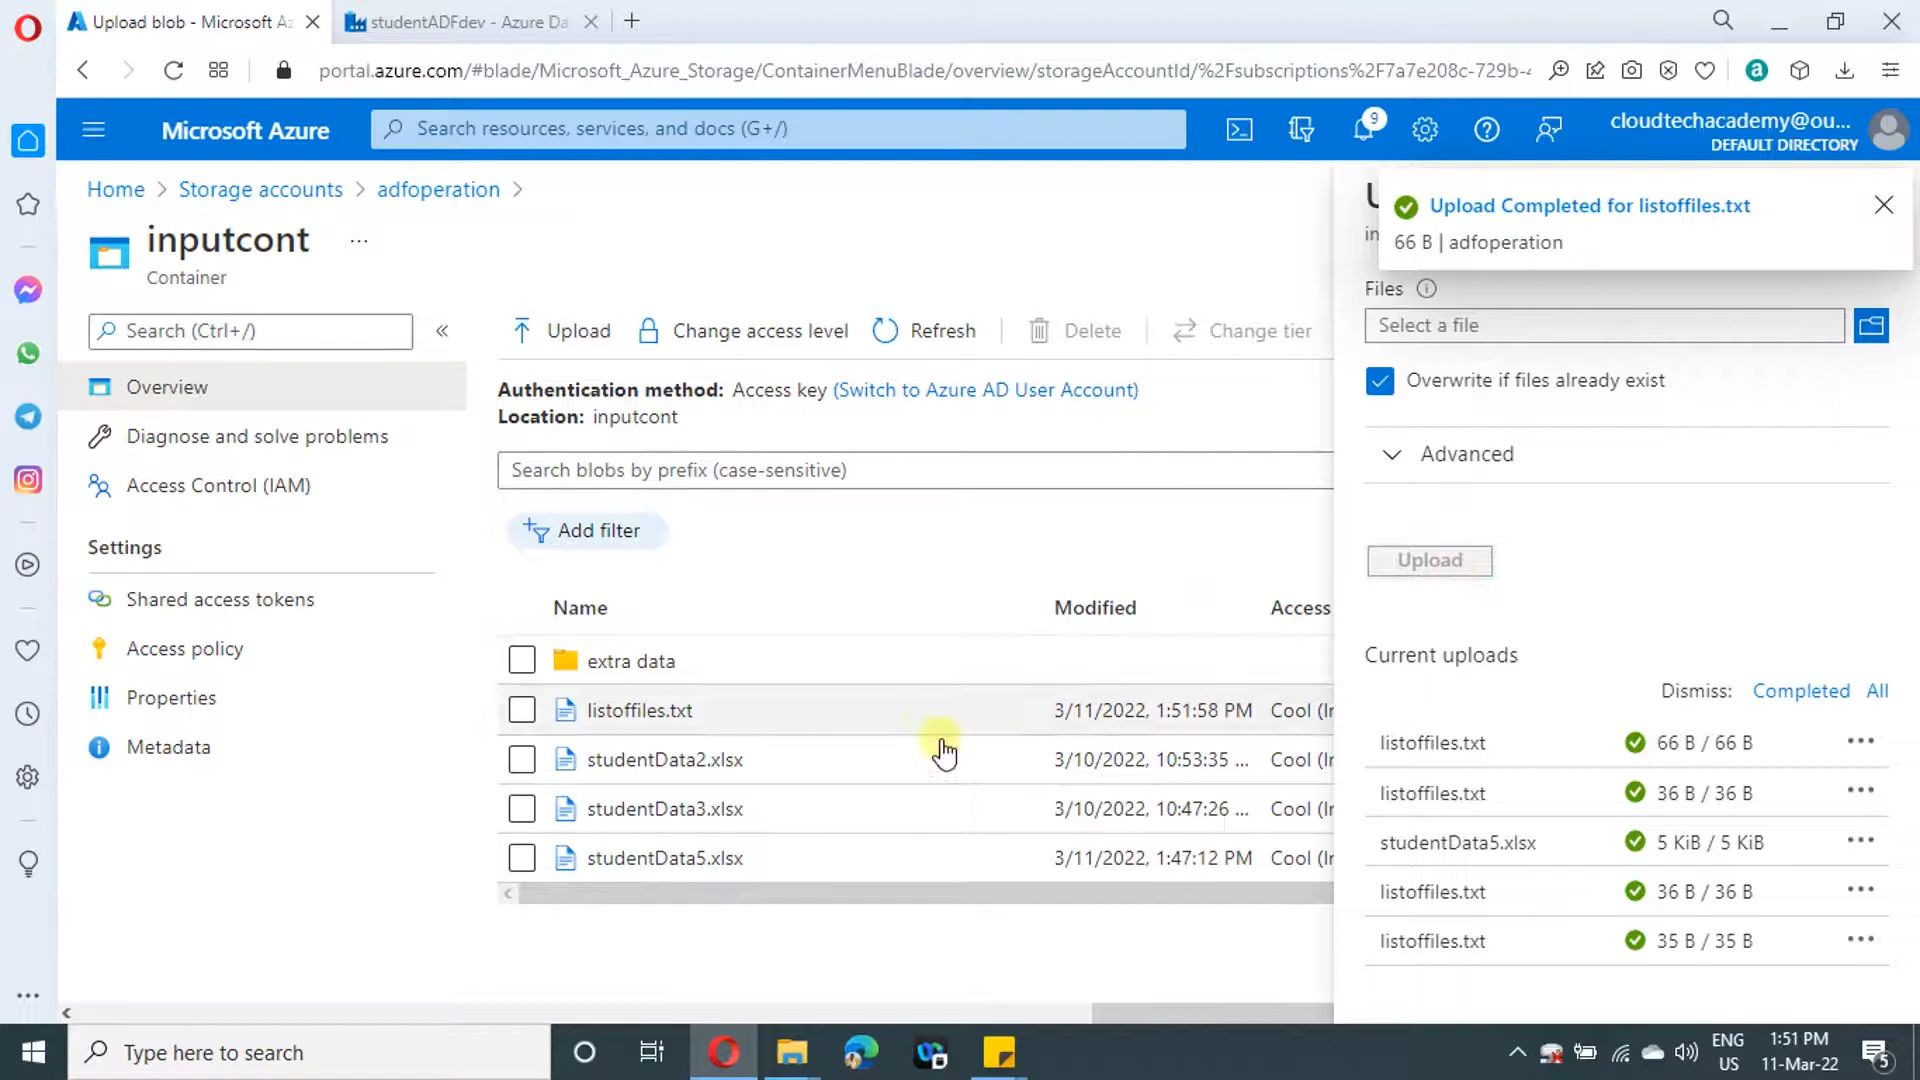 Upload blob - Microsoft Az
studentADFdev - Azure Da
portal.azure.com/#blade/Microsoft_Azure_Storage/ContainerMenuBlade/overview/storageAccountId/%2Fsubscriptions%2F7a7e208c-729b-4
Microsoft Azure
Search resources, services, and docs (G+/)
9
cloudtechacademy@ou...
DEFAULT DIRECTORY
Home > Storage accounts > adfoperation >
inputcont ...
Container
Search (Ctrl+/)
Overview
Diagnose and solve problems
Access Control (IAM)
Settings
Shared access tokens
Access policy
Properties
Metadata
Upload
Change access level
Refresh
Delete
Change tier
Authentication method: Access key (Switch to Azure AD User Account)
Location: inputcont
Search blobs by prefix (case-sensitive)
Add filter
Name Modified Access
extra data
listoffiles.txt 3/11/2022, 1:51:58 PM Cool (Ir
studentData2.xlsx 3/10/2022, 10:53:35 ... Cool (Ir
studentData3.xlsx 3/10/2022, 10:47:26 ... Cool (Ir
studentData5.xlsx 3/11/2022, 1:47:12 PM Cool (Ir
Upload Completed for listoffiles.txt
66 B | adfoperation
Files
Select a file
Overwrite if files already exist
Advanced
Upload
Current uploads
Dismiss: Completed All
listoffiles.txt 66 B / 66 B
listoffiles.txt 36 B / 36 B
studentData5.xlsx 5 KiB / 5 KiB
listoffiles.txt 36 B / 36 B
listoffiles.txt 35 B / 35 B
Type here to search
ENG
US
1:51 PM
11-Mar-22
5